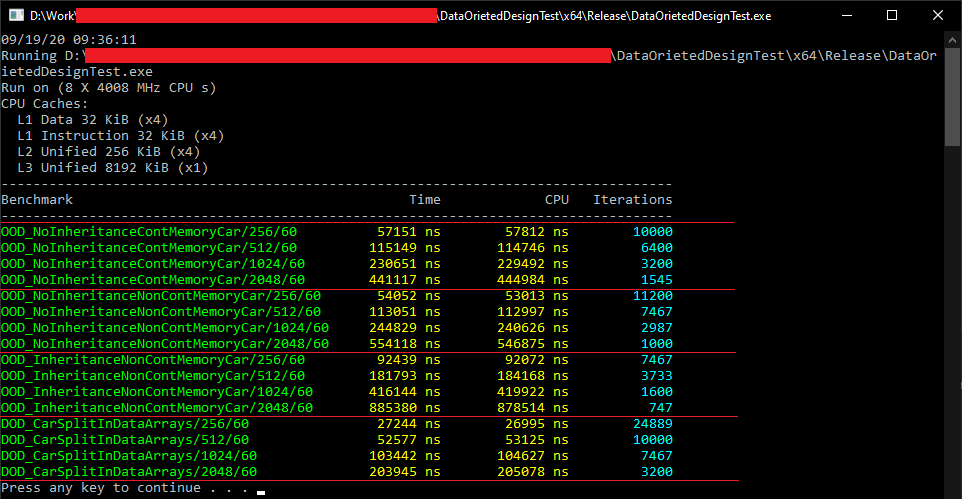 D:\Work\ \DataOrietedDesignTest\x64\Release\DataOrietedDesignTest.exe
09/19/20 09:36:11
Running D:\ \DataOrietedDesignTest\x64\Release\DataOr
ietedDesignTest.exe
Run on (8 X 4008 MHz CPU s)
CPU Caches:
L1 Data 32 KiB (x4)
L1 Instruction 32 KiB (x4)
L2 Unified 256 KiB (x4)
L3 Unified 8192 KiB (x1)
------------------------------------------------------------------------------------
Benchmark Time CPU Iterations
------------------------------------------------------------------------------------
OOD_NoInheritanceContMemoryCar/256/60 57151 ns 57812 ns 10000
OOD_NoInheritanceContMemoryCar/512/60 115149 ns 114746 ns 6400
OOD_NoInheritanceContMemoryCar/1024/60 230651 ns 229492 ns 3200
OOD_NoInheritanceContMemoryCar/2048/60 441117 ns 444984 ns 1545
OOD_NoInheritanceNonContMemoryCar/256/60 54052 ns 53013 ns 11200
OOD_NoInheritanceNonContMemoryCar/512/60 113051 ns 112997 ns 7467
OOD_NoInheritanceNonContMemoryCar/1024/60 244829 ns 240626 ns 2987
OOD_NoInheritanceNonContMemoryCar/2048/60 554118 ns 546875 ns 1000
OOD_InheritanceNonContMemoryCar/256/60 92439 ns 92072 ns 7467
OOD_InheritanceNonContMemoryCar/512/60 181793 ns 184168 ns 3733
OOD_InheritanceNonContMemoryCar/1024/60 416144 ns 419922 ns 1600
OOD_InheritanceNonContMemoryCar/2048/60 885380 ns 878514 ns 747
DOD_CarSplitInDataArrays/256/60 27244 ns 26995 ns 24889
DOD_CarSplitInDataArrays/512/60 52577 ns 53125 ns 10000
DOD_CarSplitInDataArrays/1024/60 103442 ns 104627 ns 7467
DOD_CarSplitInDataArrays/2048/60 203945 ns 205078 ns 3200
Press any key to continue . . .